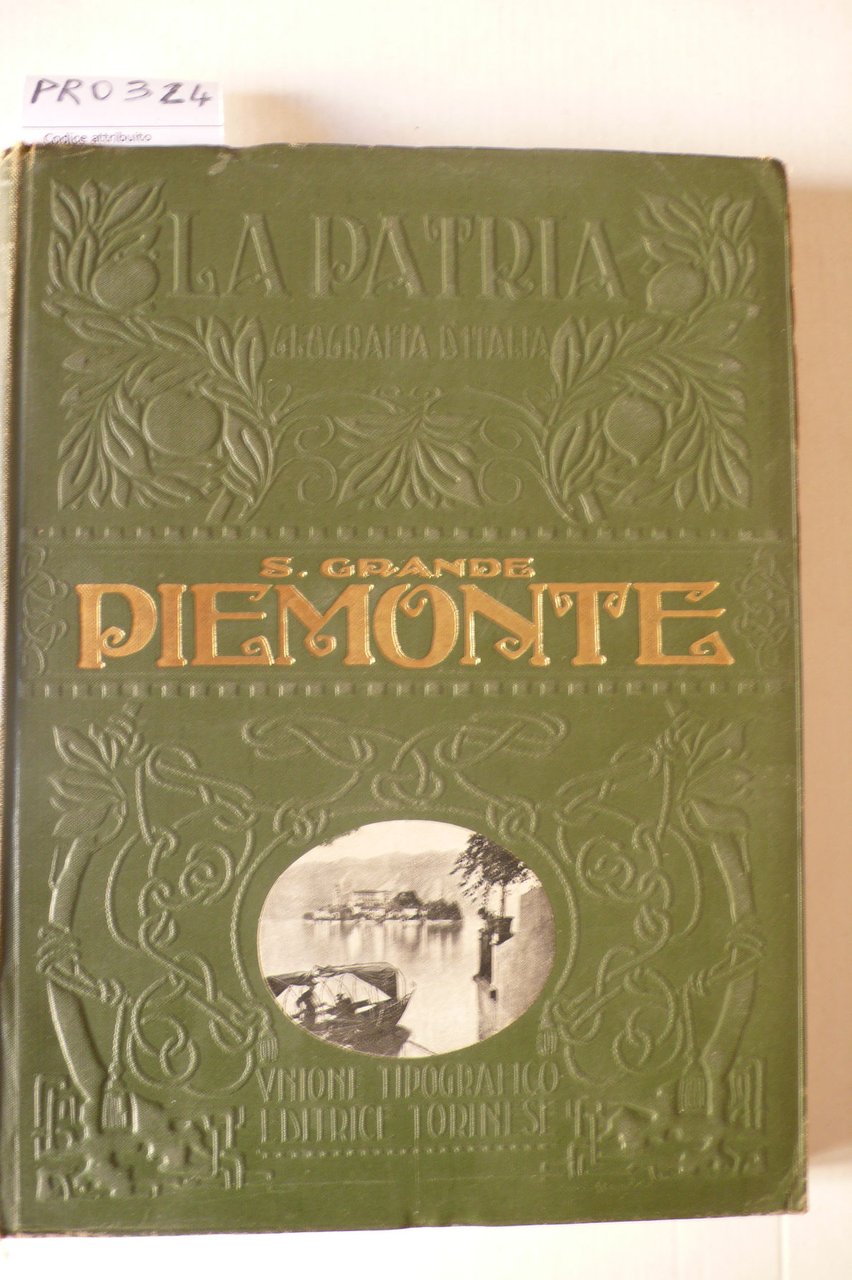 PRO324
Codice attribuito
LA PATRIA
GEOGRAFIA D'ITALIA
S. GRANDE
PIEMONTE
VNIONE TIPOGRAFICO-
EDITRICE TORINESE